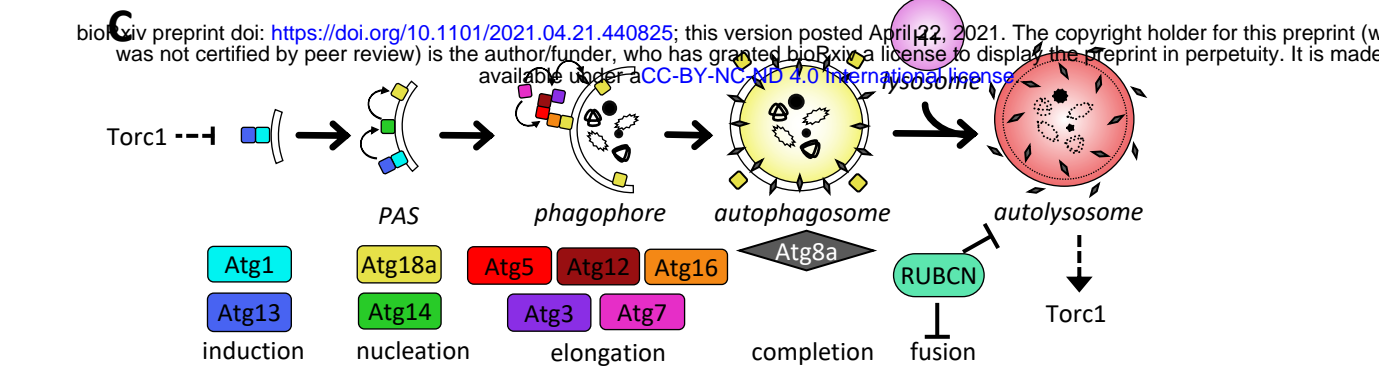 C
bioRxiv preprint doi: https://doi.org/10.1101/2021.04.21.440825; this version posted April 22, 2021. The copyright holder for this preprint (w
was not certified by peer review) is the author/funder, who has granted bioRxiv a license to display the preprint in perpetuity. It is made
available under aCC-BY-NC-ND 4.0 International license.
H+
lysosome
Torc1
PAS
phagophore
autophagosome
autolysosome
Atg1
Atg18a
Atg5
Atg12
Atg16
Atg8a
RUBCN
Atg13
Atg14
Atg3
Atg7
Torc1
induction
nucleation
elongation
completion
fusion